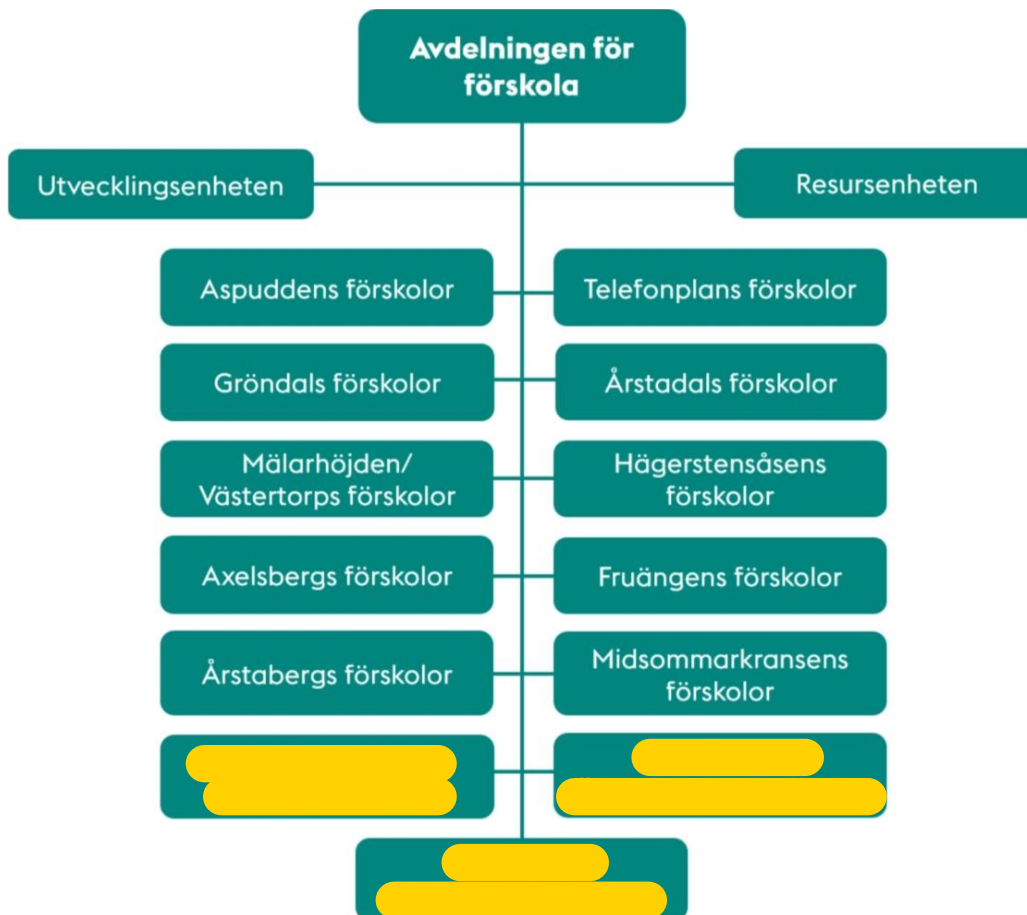 Avdelningen för
förskola
Utvecklingsenheten
Resursenheten
Aspuddens förskolor
Telefonplans förskolor
Gröndals förskolor
Årstadals förskolor
Mälarhöjden/
Västertorps förskolor
Hägerstensåsens
förskolor
Axelsbergs förskolor
Fruängens förskolor
Årstabergs förskolor
Midsommarkransens
förskolor